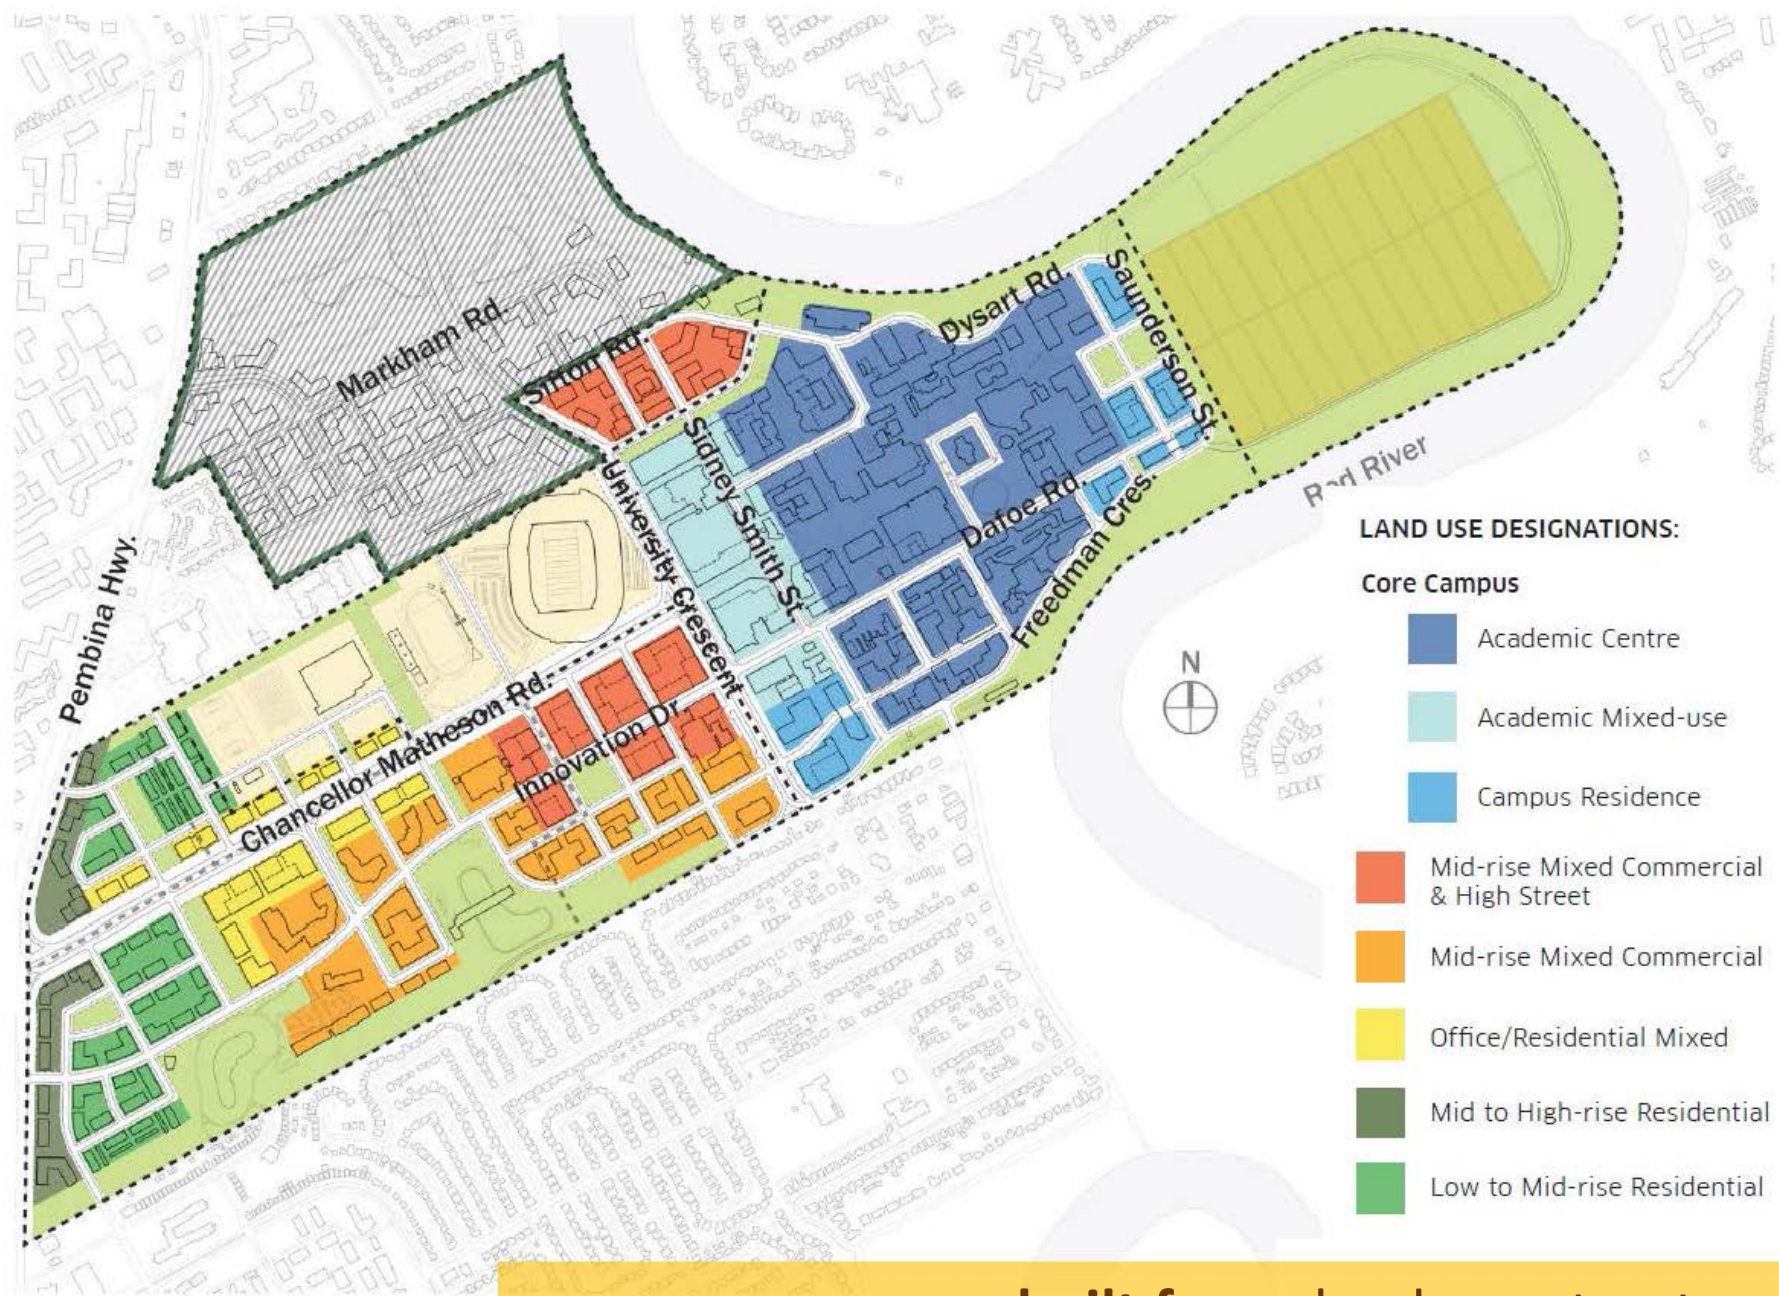 Markham Rd.
Sifton Rd.
Dysart Rd.
Saunderson St.
Sidney Smith St.
University Crescent
Dafoe Rd.
Freedman Cres.
Red River
Pembina Hwy.
Chancellor Matheson Rd.
Innovation Dr.
N
LAND USE DESIGNATIONS:
Core Campus
Academic Centre
Academic Mixed-use
Campus Residence
Mid-rise Mixed Commercial
& High Street
Mid-rise Mixed Commercial
Office/Residential Mixed
Mid to High-rise Residential
Low to Mid-rise Residential